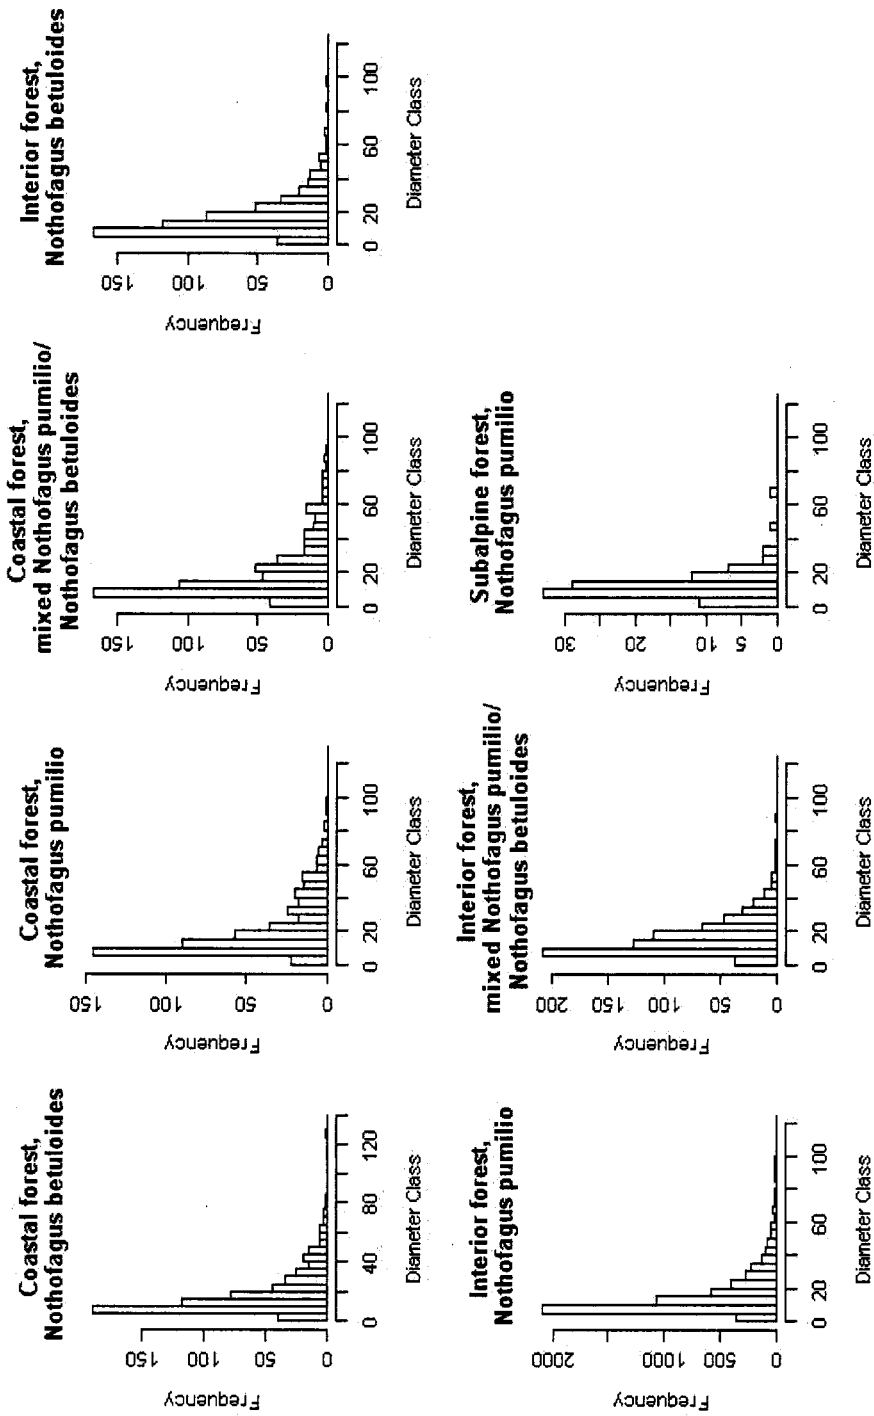 Coastal forest,
Nothofagus betuloides
Frequency
150
100
50
0
0 40 80 120
Diameter Class
Coastal forest,
Nothofagus pumilio
Frequency
150
100
50
0
0 20 60 100
Diameter Class
Coastal forest,
mixed Nothofagus pumilio/
Nothofagus betuloides
Frequency
150
100
50
0
0 20 60 100
Diameter Class
Interior forest,
Nothofagus betuloides
Frequency
150
100
50
0
0 20 60 100
Diameter Class
Interior forest,
Nothofagus pumilio
Frequency
2000
1000
500
0
0 20 60 100
Diameter Class
Interior forest,
mixed Nothofagus pumilio/
Nothofagus betuloides
Frequency
200
150
100
50
0
0 20 60 100
Diameter Class
Subalpine forest,
Nothofagus pumilio
Frequency
30
20
10
5
0
0 20 60 100
Diameter Class